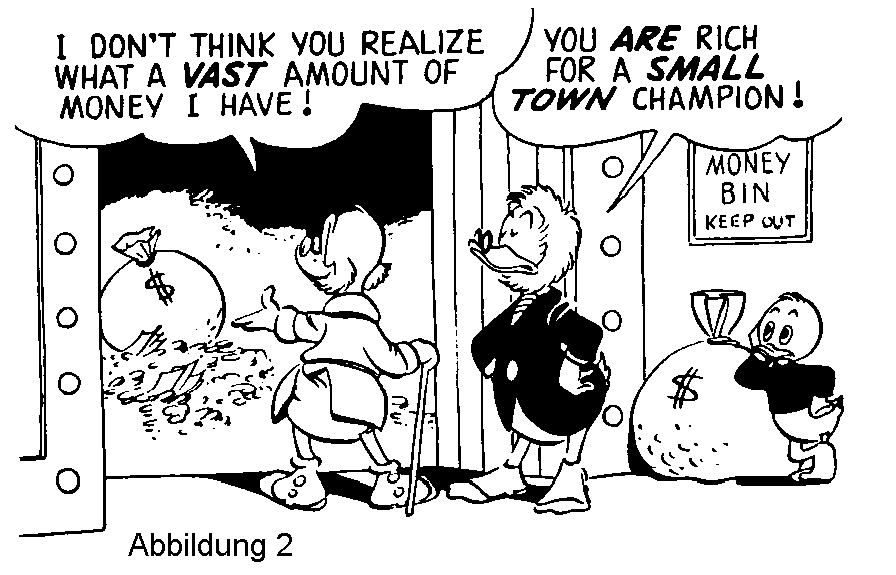 I DON'T THINK YOU REALIZE
WHAT A VAST AMOUNT OF
MONEY I HAVE!
YOU ARE RICH
FOR A SMALL
TOWN CHAMPION!
MONEY
BIN
KEEP OUT
$
$
Abbildung 2